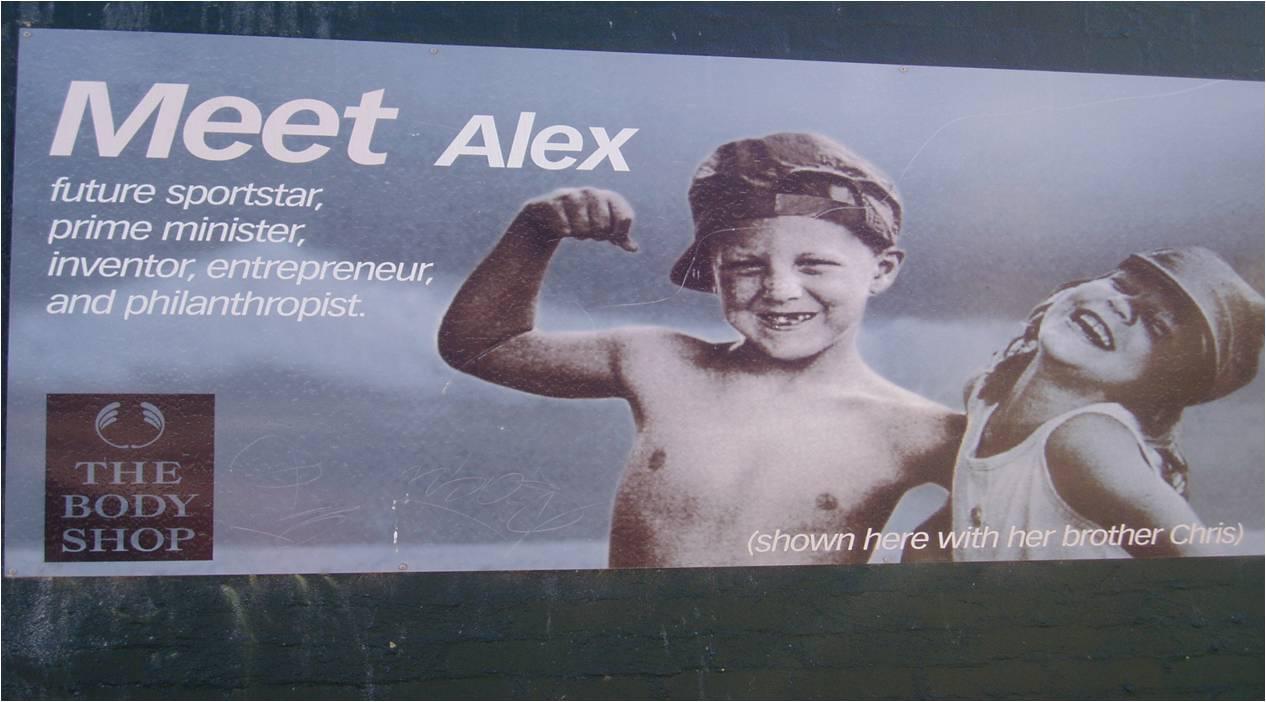 Meet Alex
future sportstar,
prime minister,
inventor, entrepreneur,
and philanthropist.
THE
BODY
SHOP
(shown here with her brother Chris)